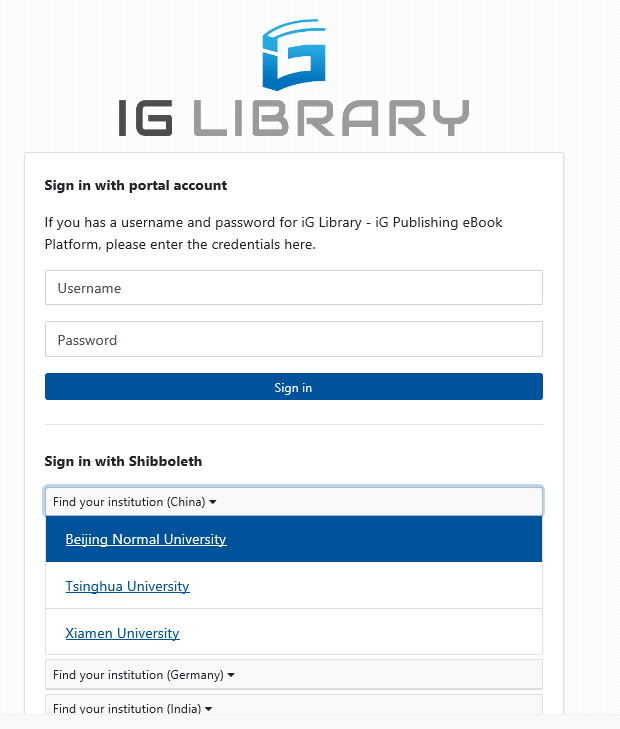 IG LIBRARY
Sign in with portal account
If you has a username and password for iG Library - iG Publishing eBook
Platform, please enter the credentials here.
Username
Password
Sign in
Sign in with Shibboleth
Find your institution (China)
Beijing Normal University
Tsinghua University
Xiamen University
Find your institution (Germany)
Find your institution (India)